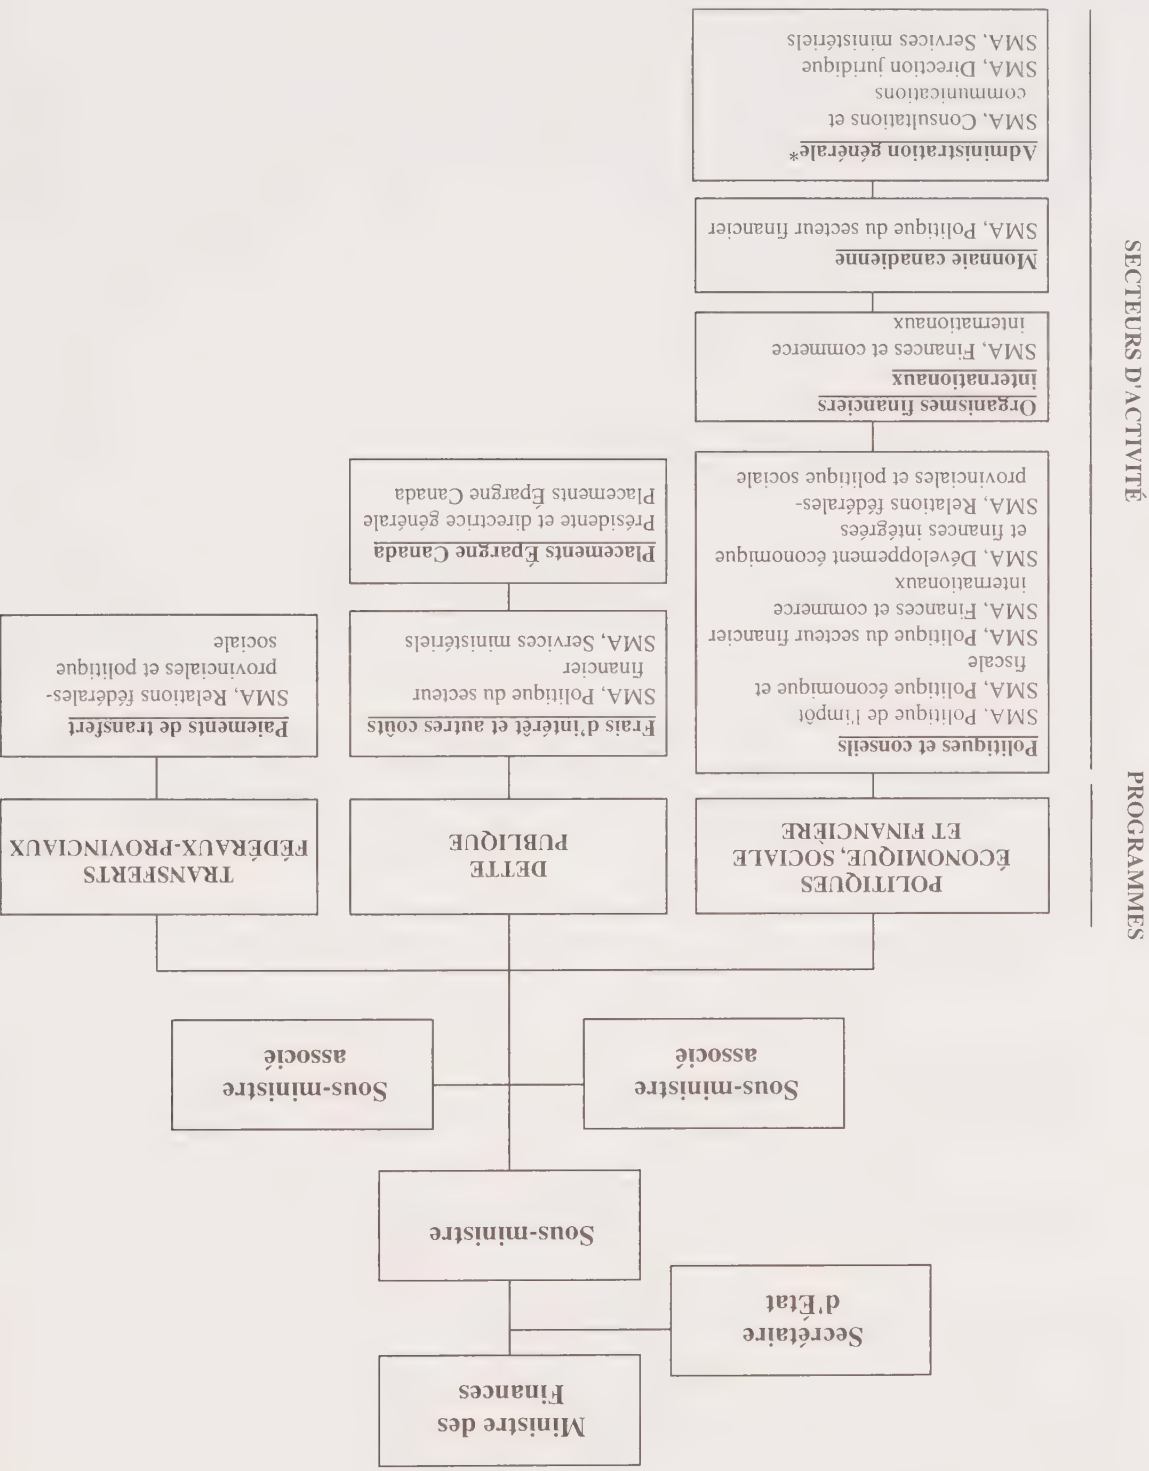 Ministre des
Finances
Secrétaire
d'État
Sous-ministre
Sous-ministre
associé
Sous-ministre
associé
PROGRAMMES
POLITIQUES
ÉCONOMIQUE, SOCIALE
ET FINANCIÈRE
DETTE
PUBLIQUE
TRANSFERTS
FÉDÉRAUX-PROVINCIAUX
SECTEURS D'ACTIVITÉ
Politiques et conseils
SMA. Politique de l'impôt
SMA, Politique économique et
fiscale
SMA, Politique du secteur financier
SMA, Finances et commerce
internationaux
SMA, Développement économique
et finances intégrées
SMA, Relations fédérales-
provinciales et politique sociale
Organismes financiers
internationaux
SMA, Finances et commerce
internationaux
Monnaie canadienne
SMA, Politique du secteur financier
Administration générale*
SMA, Consultations et
communications
SMA, Direction juridique
SMA, Services ministériels
Frais d'intérêt et autres coûts
SMA, Politique du secteur
financier
SMA, Services ministériels
Placements Épargne Canada
Présidente et directrice générale
Placements Épargne Canada
Paiements de transfert
SMA, Relations fédérales-
provinciales et politique
sociale